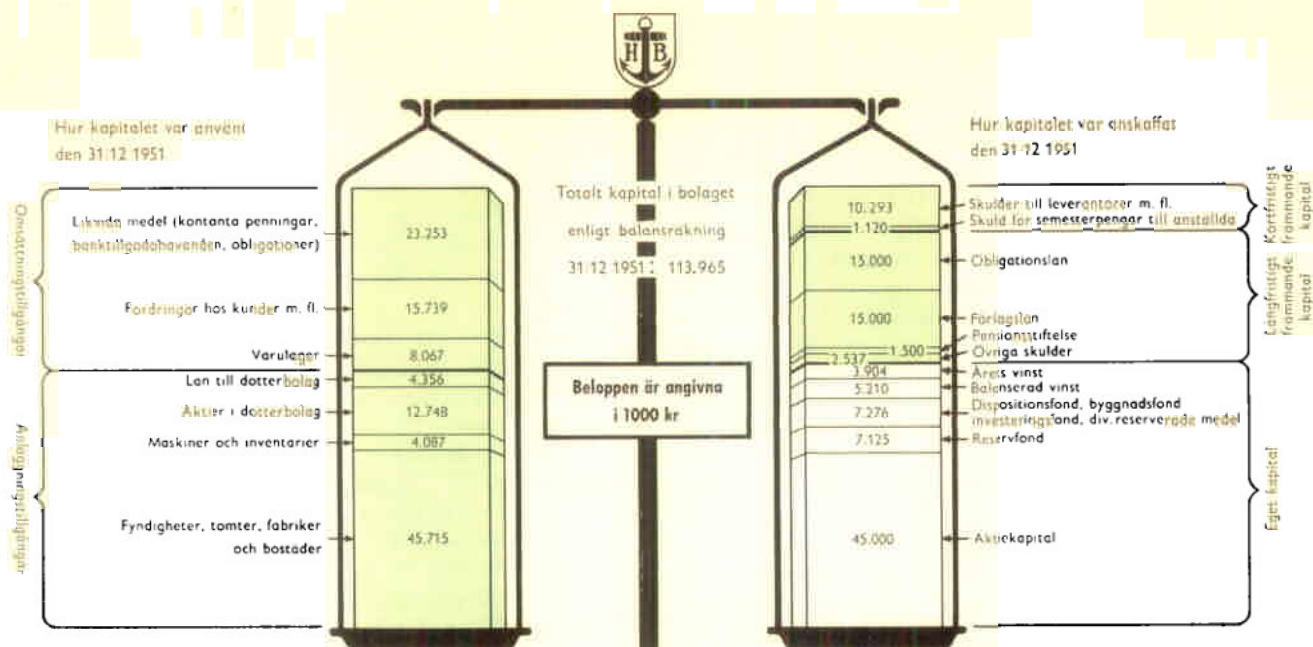 H B
Hur kapitalet var använt
den 31/12 1951
Omsättningstillgångar
Likvida medel (kontanta penningar,
banktillgodohavanden, obligationer)
Fordringar hos kunder m. fl.
Varulager
Anläggningstillgångar
Lån till dotterbolag
Aktier i dotterbolag
Maskiner och inventarier
Fyndigheter, tomter, fabriker
och bostäder
23.253
15.739
8.067
4.356
12.748
4.087
45.715
Totalt kapital i bolaget
enligt balansräkning
31/12 1951: 113.965
Beloppen är angivna
i 1000 kr
Hur kapitalet var anskaffat
den 31/12 1951
10.293
1.120
15.000
15.000
1.500
2.537
3.904
5.210
7.276
7.125
45.000
Skulder till leverantörer m. fl.
Skuld för semesterpengar till anställda
Obligationslån
Förlagslån
Pensionsstiftelse
Övriga skulder
Årets vinst
Balanserad vinst
Dispositionsfond, byggnadsfond
investeringsfond, div. reserverade medel
Reservfond
Aktiekapital
Kortfristigt
främmande
kapital
Långfristigt
främmande
kapital
Eget kapital